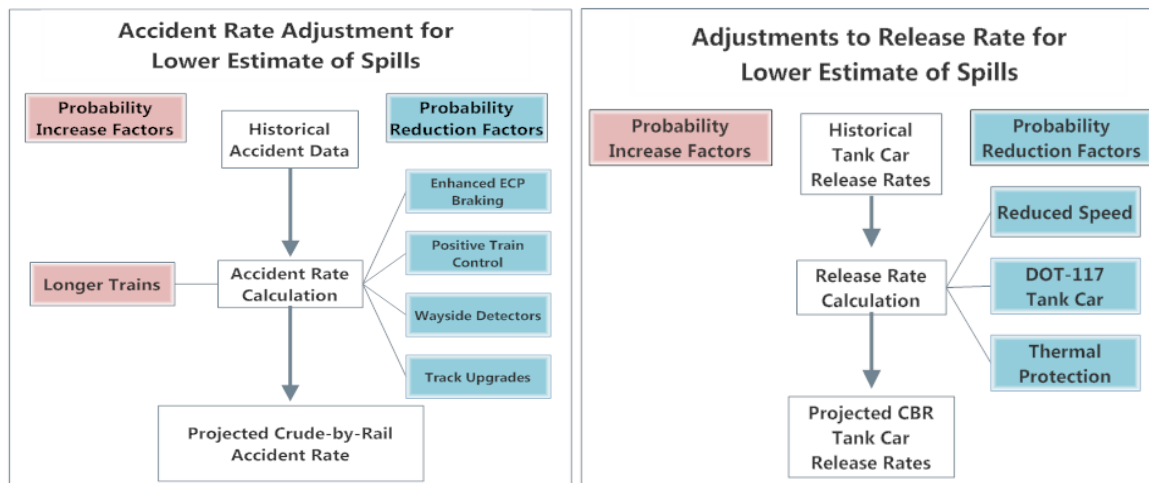 Accident Rate Adjustment for
Lower Estimate of Spills
Probability
Increase Factors
Historical
Accident Data
Probability
Reduction Factors
Enhanced ECP
Braking
Positive Train
Control
Longer Trains
Accident Rate
Calculation
Wayside Detectors
Track Upgrades
Projected Crude-by-Rail
Accident Rate
Adjustments to Release Rate for
Lower Estimate of Spills
Probability
Increase Factors
Historical
Tank Car
Release Rates
Probability
Reduction Factors
Reduced Speed
Release Rate
Calculation
DOT-117
Tank Car
Thermal
Protection
Projected CBR
Tank Car
Release Rates